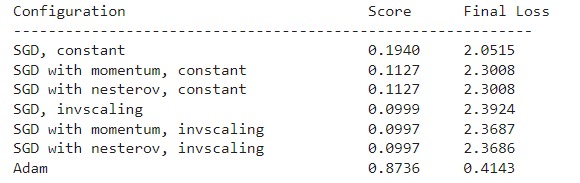 Configuration Score Final Loss
------------------------------------------------------------------
SGD, constant 0.1940 2.0515
SGD with momentum, constant 0.1127 2.3008
SGD with nesterov, constant 0.1127 2.3008
SGD, invscaling 0.0999 2.3924
SGD with momentum, invscaling 0.0997 2.3687
SGD with nesterov, invscaling 0.0997 2.3686
Adam 0.8736 0.4143